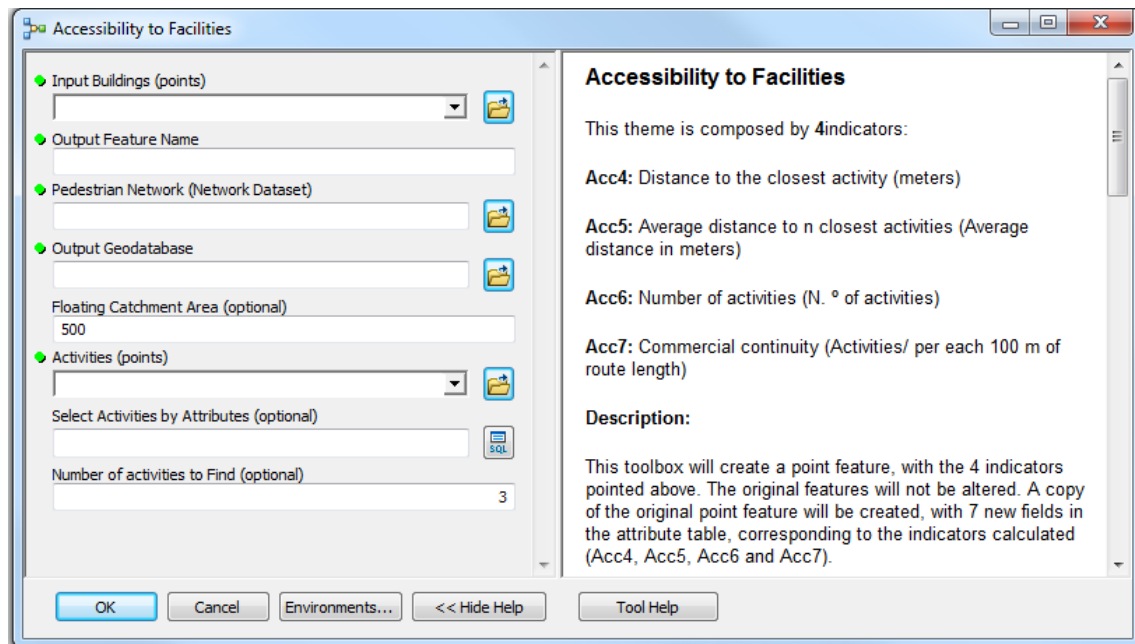 Accessibility to Facilities
Input Buildings (points)
Output Feature Name
Pedestrian Network (Network Dataset)
Output Geodatabase
Floating Catchment Area (optional)
500
Activities (points)
Select Activities by Attributes (optional)
SQL
Number of activities to Find (optional)
3
Accessibility to Facilities
This theme is composed by 4indicators:
Acc4: Distance to the closest activity (meters)
Acc5: Average distance to n closest activities (Average
distance in meters)
Acc6: Number of activities (N. º of activities)
Acc7: Commercial continuity (Activities/ per each 100 m of
route length)
Description:
This toolbox will create a point feature, with the 4 indicators
pointed above. The original features will not be altered. A copy
of the original point feature will be created, with 7 new fields in
the attribute table, corresponding to the indicators calculated
(Acc4, Acc5, Acc6 and Acc7).
OK
Cancel
Environments...
<< Hide Help
Tool Help